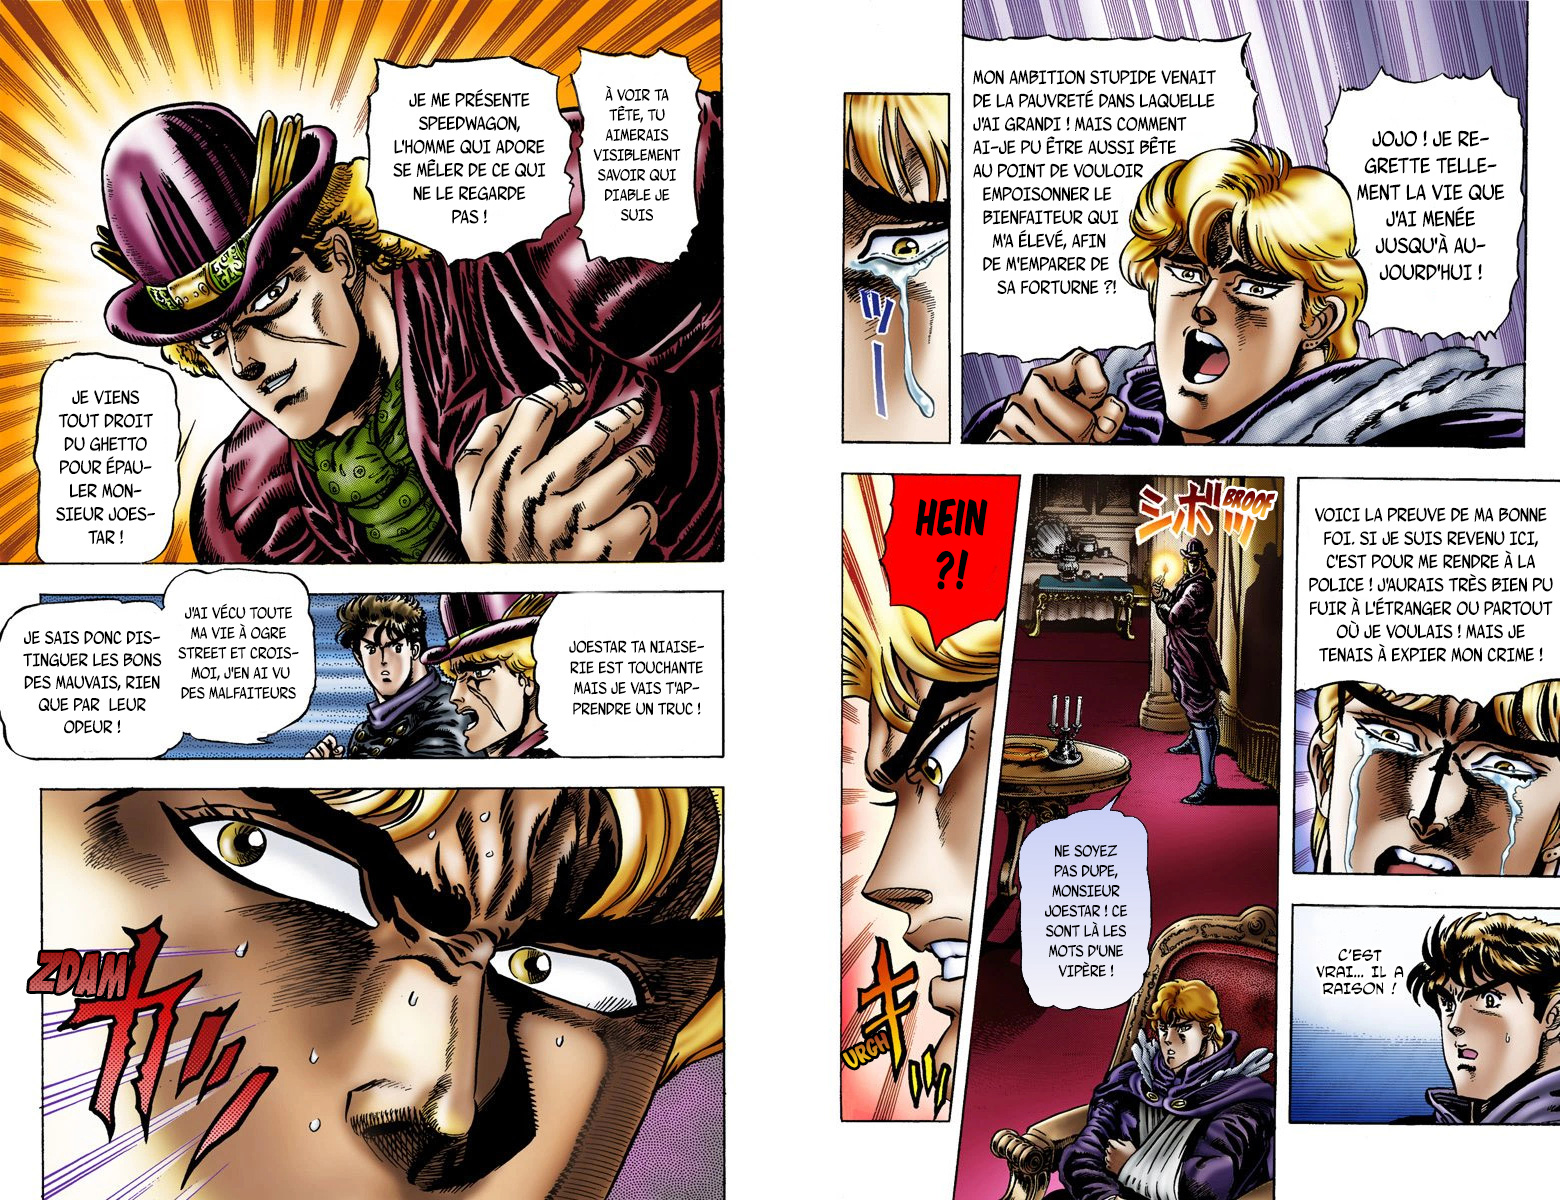 JOJO ! JE RE-
GRETTE TELLE-
MENT LA VIE QUE
J'AI MENÉE
JUSQU'À AU-
JOURD'HUI !
MON AMBITION STUPIDE VENAIT
DE LA PAUVRETÉ DANS LAQUELLE
J'AI GRANDI ! MAIS COMMENT
AI-JE PU ÊTRE AUSSI BÊTE
AU POINT DE VOULOIR
EMPOISONNER LE
BIENFAITEUR QUI
M'A ÉLEVÉ, AFIN
DE M'EMPARER DE
SA FORTURNE ?!
ツー
VOICI LA PREUVE DE MA BONNE
FOI. SI JE SUIS REVENU ICI,
C'EST POUR ME RENDRE À LA
POLICE ! J'AURAIS TRÈS BIEN PU
FUIR À L'ÉTRANGER OU PARTOUT
OÙ JE VOULAIS ! MAIS JE
TENAIS À EXPIER MON CRIME !
C'EST
VRAI... IL A
RAISON !
シボッ
BROOF
NE SOYEZ
PAS DUPE,
MONSIEUR
JOESTAR ! CE
SONT LÀ LES
MOTS D'UNE
VIPÈRE !
HEIN
?!
URGH
À VOIR TA
TÊTE, TU
AIMERAIS
VISIBLEMENT
SAVOIR QUI
DIABLE JE
SUIS
JE ME PRÉSENTE
SPEEDWAGON,
L'HOMME QUI ADORE
SE MÊLER DE CE QUI
NE LE REGARDE
PAS !
JE VIENS
TOUT DROIT
DU GHETTO
POUR ÉPAU-
LER MON-
SIEUR JOES-
TAR !
JOESTAR TA NIAISE-
RIE EST TOUCHANTE
MAIS JE VAIS T'AP-
PRENDRE UN TRUC !
J'AI VÉCU TOUTE
MA VIE À OGRE
STREET ET CROIS-
MOI, J'EN AI VU
DES MALFAITEURS
JE SAIS DONC DIS-
TINGUER LES BONS
DES MAUVAIS, RIEN
QUE PAR LEUR
ODEUR !
ZDAM